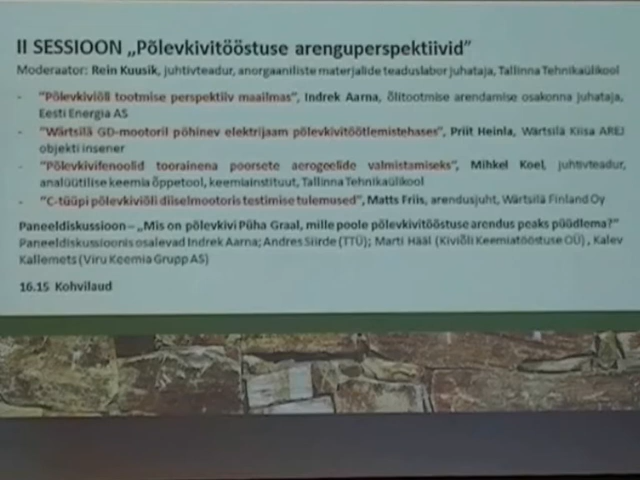 II SESSIOON „Põlevkivitööstuse arenguperspektiivid"
Moderaator: Rein Kuusik, juhtivteadur, anorgaaniliste materjalide teaduslabor juhataja, Tallinna Tehnikaülikool
- "Põlevkiviõli tootmise perspektiiv maailmas", Indrek Aarna, õlitootmise arendamise osakonna juhataja,
Eesti Energia AS
- "Wärtsilä GD-mootoril põhinev elektrijaam põlevkivitöötlemistehases", Priit Heinla, Wärtsilä Kiisa AREJ
objekti insener
- "Põlevkivifenoolid toorainena poorsete aerogeelide valmistamiseks", Mihkel Koel, juhtivteadur,
analüütilise keemia õppetool, keemiainstituut, Tallinna Tehnikaülikool
- "C-tüüpi põlevkiviõli diiselmootoris testimise tulemused", Matts Friis, arendusjuht, Wärtsilä Finland Oy
Paneeldiskussioon – „Mis on põlevkivi Püha Graal, mille poole põlevkivitööstuse arendus peaks püüdlema?"
Paneeldiskussioonis osalevad Indrek Aarna; Andres Siirde (TTÜ); Marti Hääl (Kiviõli Keemiatööstuse OÜ) , Kalev
Kallemets (Viru Keemia Grupp AS)
16.15 Kohvilaud